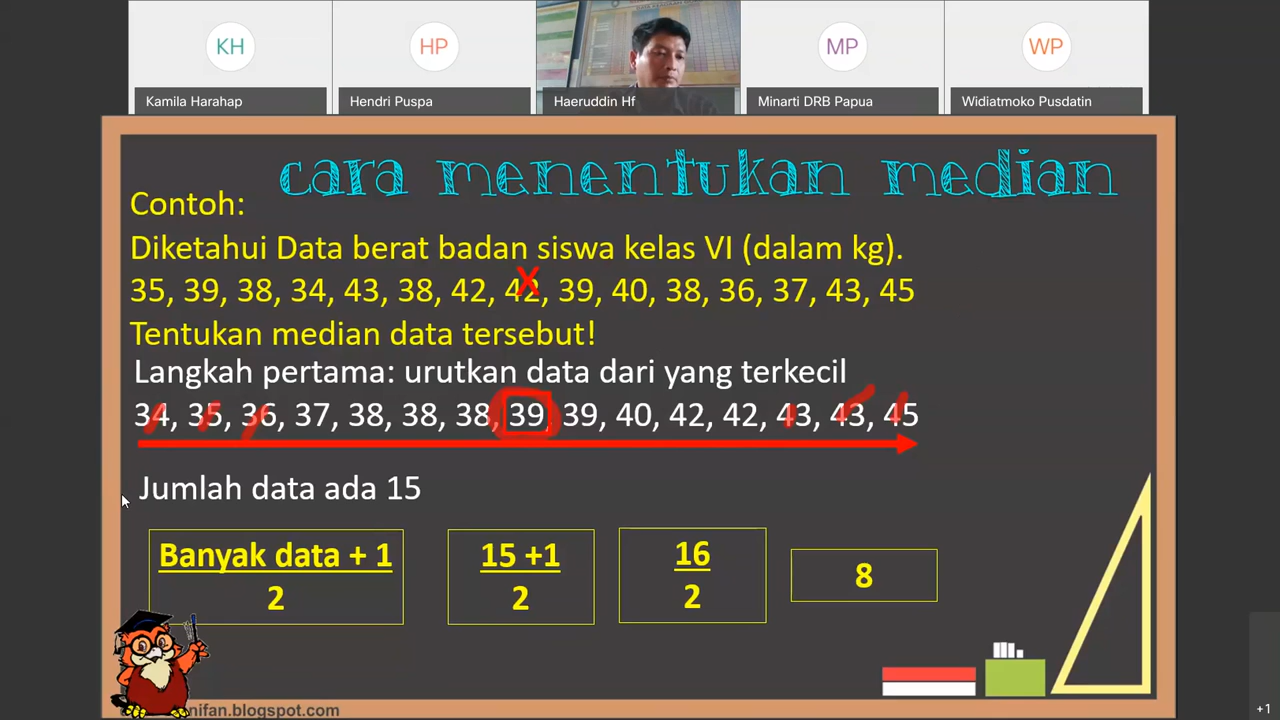 KH
HP
MP
WP
Kamila Harahap
Hendri Puspa
Haeruddin Hf
Minarti DRB Papua
Widiatmoko Pusdatin
cara menentukan median
Contoh:
Diketahui Data berat badan siswa kelas VI (dalam kg).
35, 39, 38, 34, 43, 38, 42, 42, 39, 40, 38, 36, 37, 43, 45
X
Tentukan median data tersebut!
Langkah pertama: urutkan data dari yang terkecil
34, 35, 36, 37, 38, 38, 38, 39, 39, 40, 42, 42, 43, 43, 45
Jumlah data ada 15
Banyak data + 1
2
15 +1
2
16
2
8
nifan.blogspot.com
+1